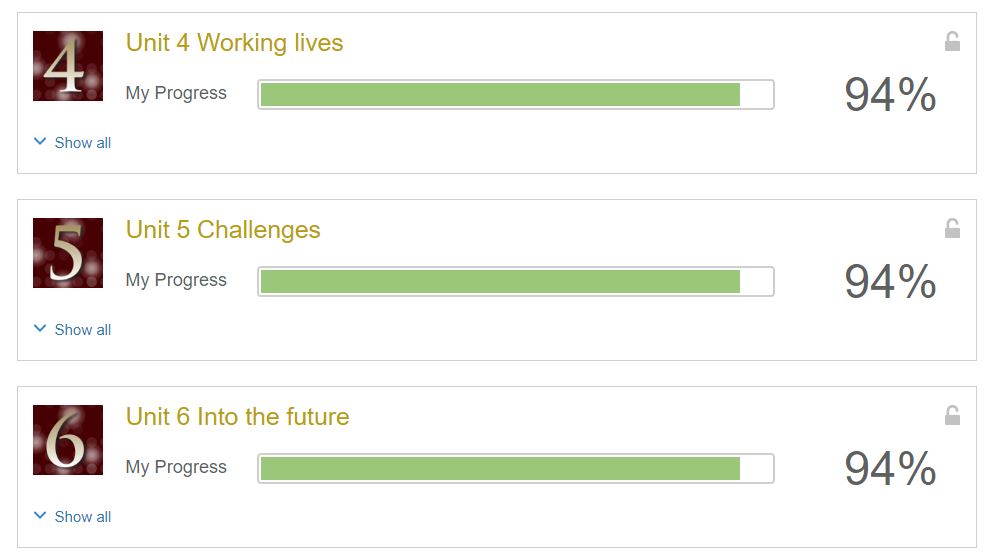 4
Unit 4 Working lives
My Progress
94%
Show all
5
Unit 5 Challenges
My Progress
94%
Show all
6
Unit 6 Into the future
My Progress
94%
Show all